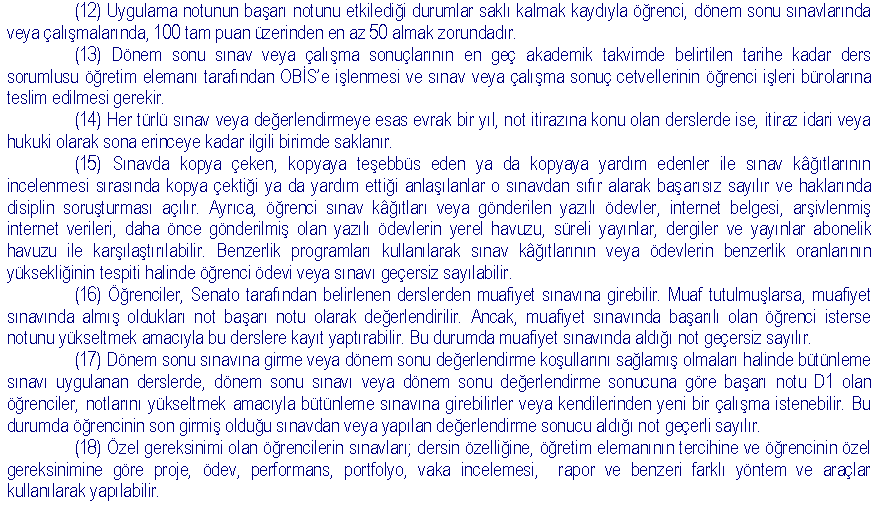 (12) Uygulama notunun başarı notunu etkilediği durumlar saklı kalmak kaydıyla öğrenci, dönem sonu sınavlarında
veya çalışmalarında, 100 tam puan üzerinden en az 50 almak zorundadır.
(13) Dönem sonu sınav veya çalışma sonuçlarının en geç akademik takvimde belirtilen tarihe kadar ders
sorumlusu öğretim elemanı tarafından OBİS’e işlenmesi ve sınav veya çalışma sonuç cetvellerinin öğrenci işleri bürolarına
teslim edilmesi gerekir.
(14) Her türlü sınav veya değerlendirmeye esas evrak bir yıl, not itirazına konu olan derslerde ise, itiraz idari veya
hukuki olarak sona erinceye kadar ilgili birimde saklanır.
(15) Sınavda kopya çeken, kopyaya teşebbüs eden ya da kopyaya yardım edenler ile sınav kâğıtlarının
incelenmesi sırasında kopya çektiği ya da yardım ettiği anlaşılanlar o sınavdan sıfır alarak başarısız sayılır ve haklarında
disiplin soruşturması açılır. Ayrıca, öğrenci sınav kâğıtları veya gönderilen yazılı ödevler, internet belgesi, arşivlenmiş
internet verileri, daha önce gönderilmiş olan yazılı ödevlerin yerel havuzu, süreli yayınlar, dergiler ve yayınlar abonelik
havuzu ile karşılaştırılabilir. Benzerlik programları kullanılarak sınav kâğıtlarının veya ödevlerin benzerlik oranlarının
yüksekliğinin tespiti halinde öğrenci ödevi veya sınavı geçersiz sayılabilir.
(16) Öğrenciler, Senato tarafından belirlenen derslerden muafiyet sınavına girebilir. Muaf tutulmuşlarsa, muafiyet
sınavında almış oldukları not başarı notu olarak değerlendirilir. Ancak, muafiyet sınavında başarılı olan öğrenci isterse
notunu yükseltmek amacıyla bu derslere kayıt yaptırabilir. Bu durumda muafiyet sınavında aldığı not geçersiz sayılır.
(17) Dönem sonu sınavına girme veya dönem sonu değerlendirme koşullarını sağlamış olmaları halinde bütünleme
sınavı uygulanan derslerde, dönem sonu sınavı veya dönem sonu değerlendirme sonucuna göre başarı notu D1 olan
öğrenciler, notlarını yükseltmek amacıyla bütünleme sınavına girebilirler veya kendilerinden yeni bir çalışma istenebilir. Bu
durumda öğrencinin son girmiş olduğu sınavdan veya yapılan değerlendirme sonucu aldığı not geçerli sayılır.
(18) Özel gereksinimi olan öğrencilerin sınavları; dersin özelliğine, öğretim elemanının tercihine ve öğrencinin özel
gereksinimine göre proje, ödev, performans, portfolyo, vaka incelemesi, rapor ve benzeri farklı yöntem ve araçlar
kullanılarak yapılabilir.